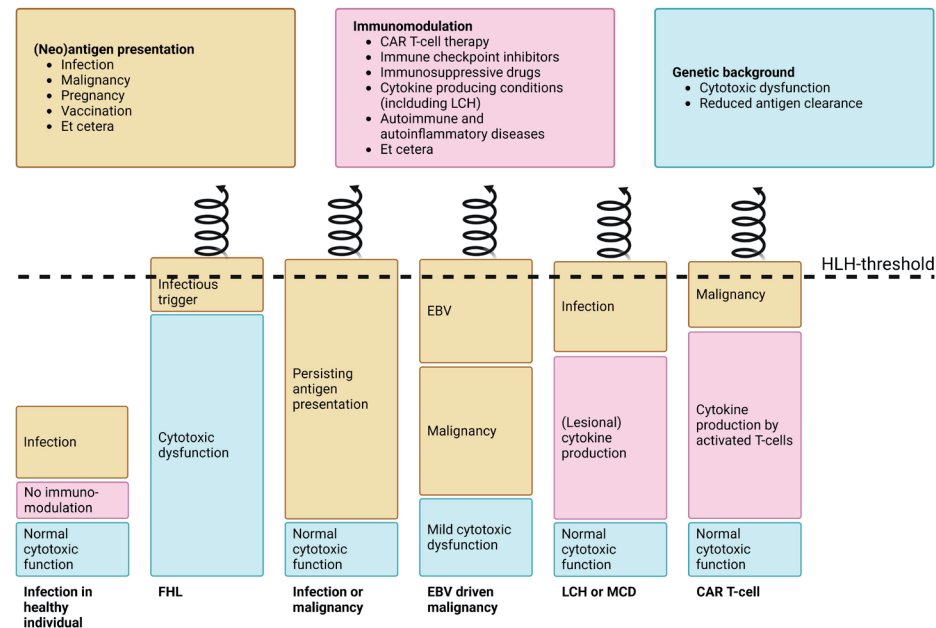 (Neo)antigen presentation
• Infection
• Malignancy
• Pregnancy
• Vaccination
• Et cetera
Immunomodulation
• CAR T-cell therapy
• Immune checkpoint inhibitors
• Immunosuppressive drugs
• Cytokine producing conditions
(including LCH)
• Autoimmune and
autoinflammatory diseases
• Et cetera
Genetic background
• Cytotoxic dysfunction
• Reduced antigen clearance
HLH-threshold
Infection
No immuno-
modulation
Normal
cytotoxic
function
Infection in
healthy
individual
Infectious
trigger
Cytotoxic
dysfunction
FHL
Persisting
antigen
presentation
Normal
cytotoxic
function
Infection or
malignancy
EBV
Malignancy
Mild cytotoxic
dysfunction
EBV driven
malignancy
Infection
(Lesional)
cytokine
production
Normal
cytotoxic
function
LCH or MCD
Malignancy
Cytokine
production by
activated T-cells
Normal
cytotoxic
function
CAR T-cell